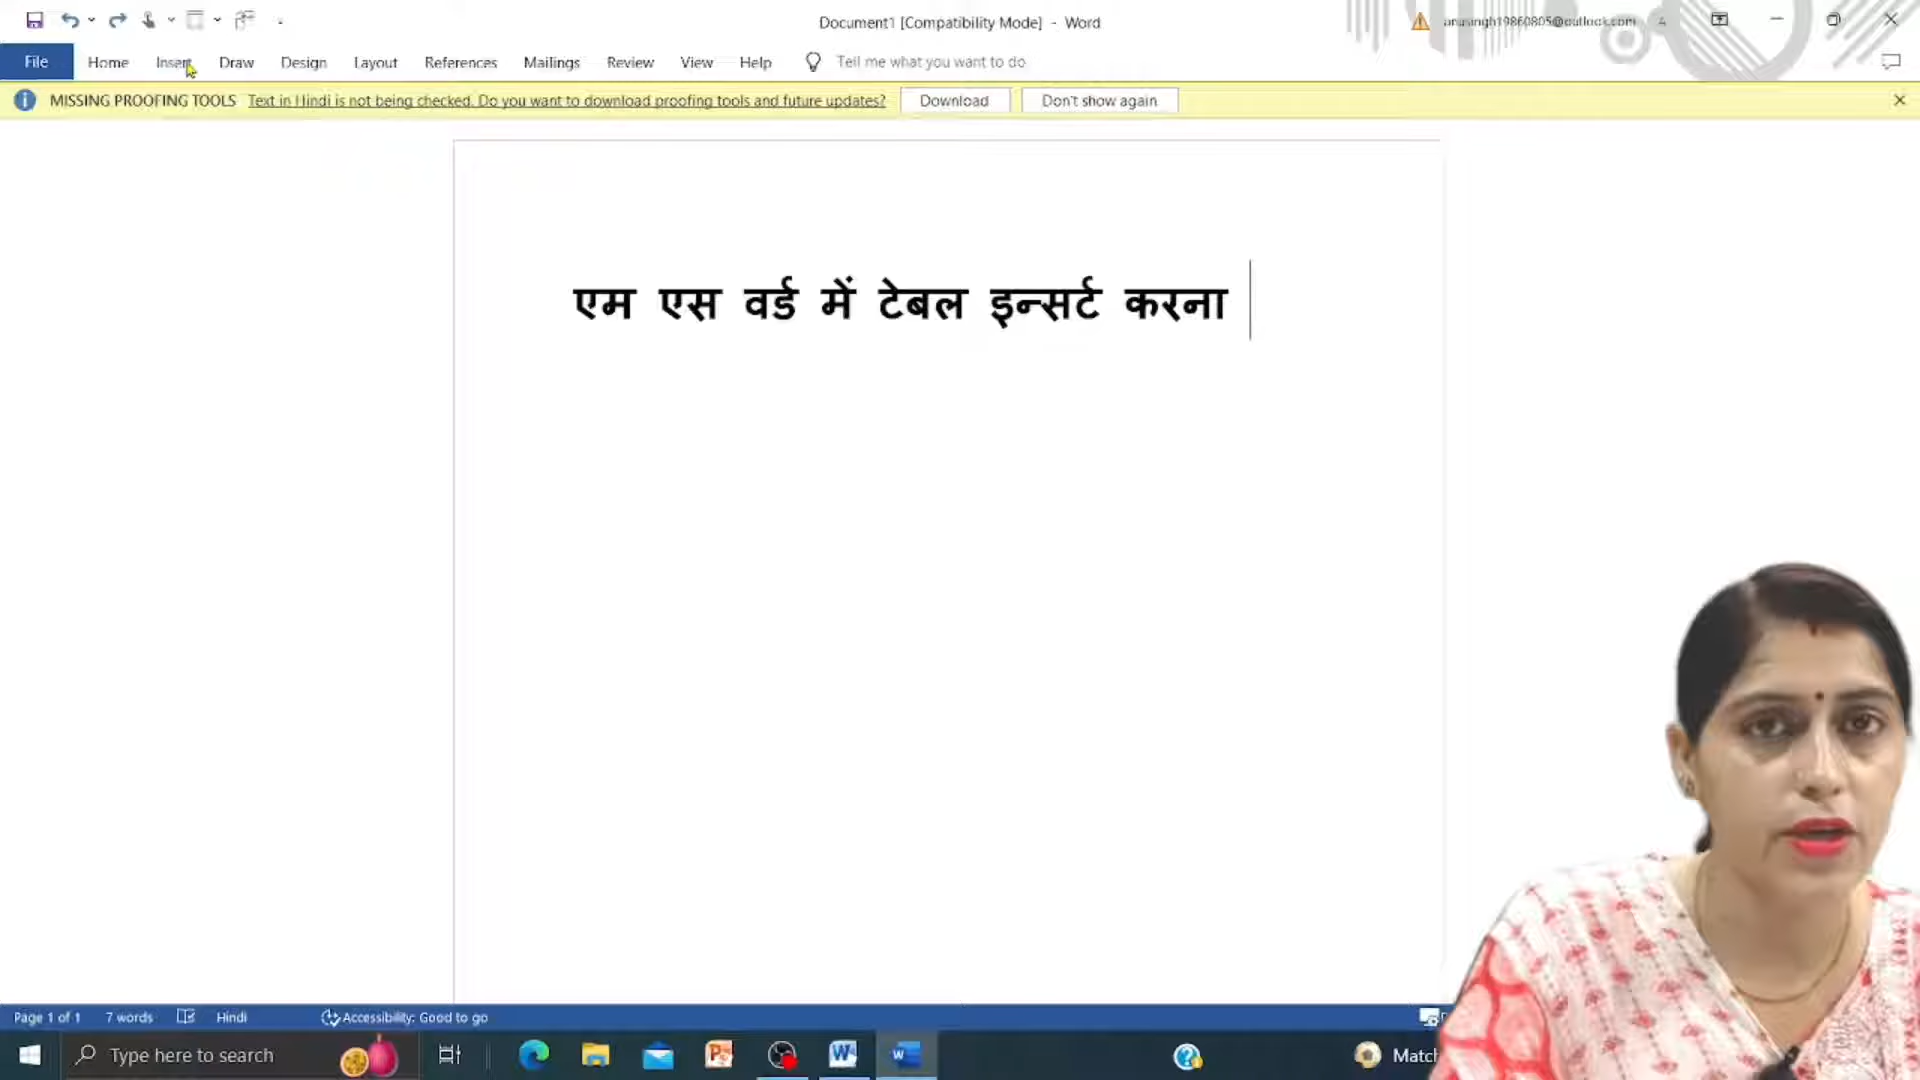 Document1 [Compatibility Mode] - Word
anusingh19860805@outlook.com A
File Home Insert Draw Design Layout References Mailings Review View Help Tell me what you want to do
MISSING PROOFING TOOLS Text in Hindi is not being checked. Do you want to download proofing tools and future updates? Download Don't show again
एम एस वर्ड में टेबल इन्सर्ट करना
Page 1 of 1 7 words Hindi Accessibility: Good to go
Type here to search